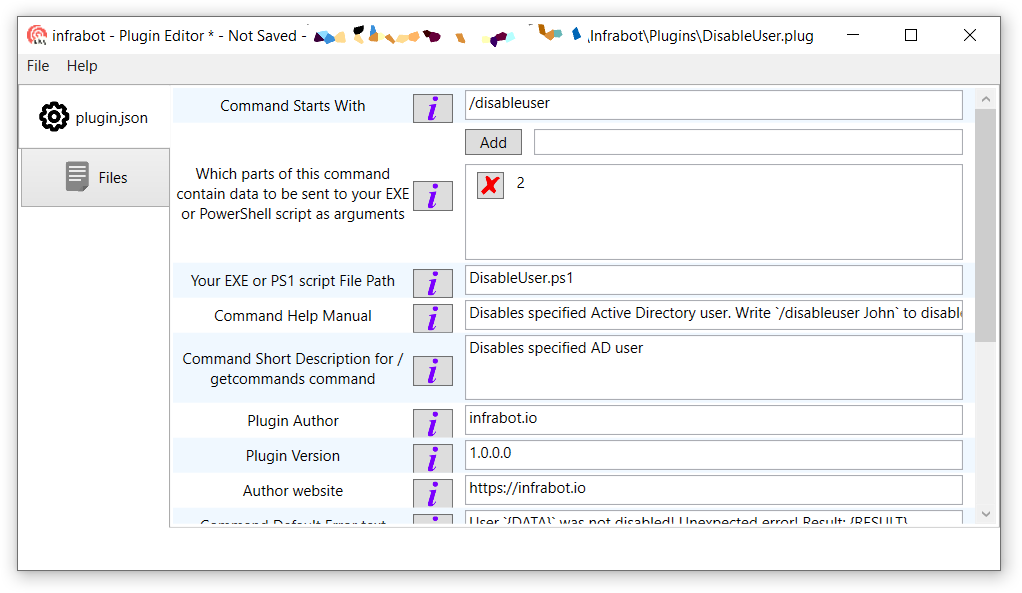 infrabot - Plugin Editor * - Not Saved - \Infrabot\Plugins\DisableUser.plug
File Help
plugin.json
Files
Command Starts With
/disableuser
Add
Which parts of this command
contain data to be sent to your EXE
or PowerShell script as arguments
2
Your EXE or PS1 script File Path
DisableUser.ps1
Command Help Manual
Disables specified Active Directory user. Write `/disableuser John` to disabl
Command Short Description for /
getcommands command
Disables specified AD user
Plugin Author
infrabot.io
Plugin Version
1.0.0.0
Author website
https://infrabot.io
Command Default Error text
User `{DATA}` was not disabled! Unexpected error! Result: {RESULT}